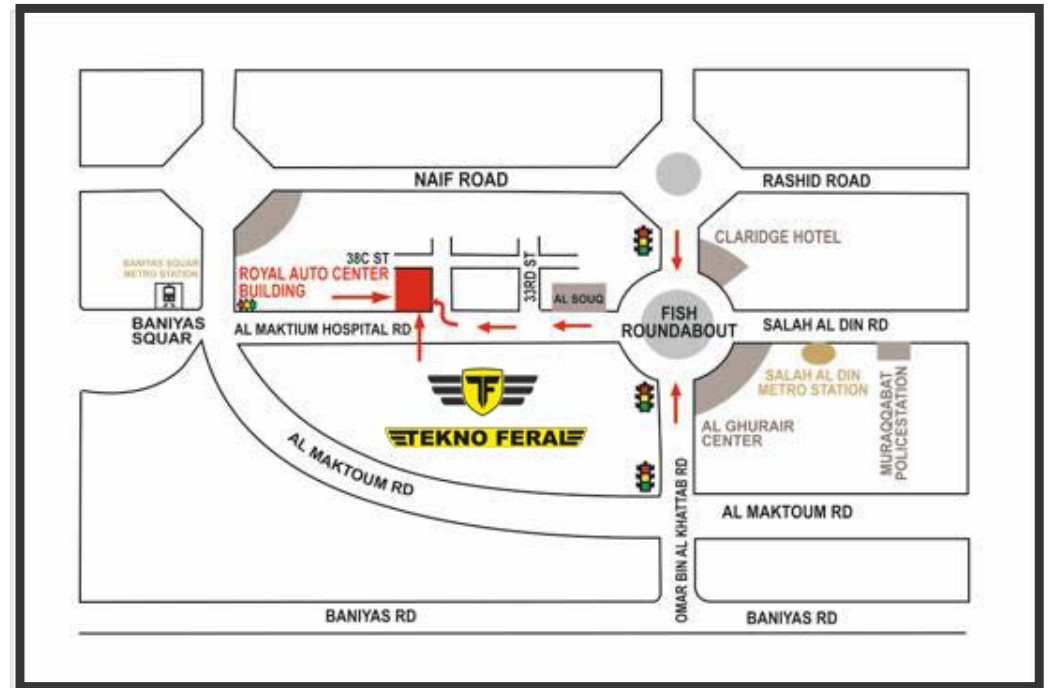 NAIF ROAD
RASHID ROAD
CLARIDGE HOTEL
BANIYAS SQUAR
METRO STATION
38C ST
33RD ST
ROYAL AUTO CENTER
BUILDING
AL SOUQ
BANIYAS
SQUAR
AL MAKTIUM HOSPITAL RD
FISH
ROUNDABOUT
SALAH AL DIN RD
SALAH AL DIN
METRO STATION
MURAQQABAT
POLICESTATION
TF
TEKNO FERAL
AL GHURAIR
CENTER
AL MAKTOUM RD
OMAR BIN AL KHATTAB RD
AL MAKTOUM RD
BANIYAS RD
BANIYAS RD